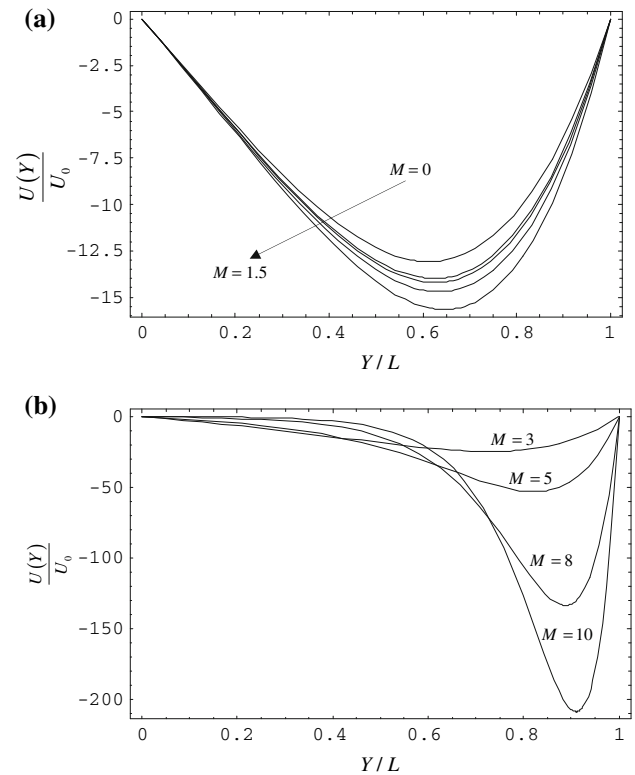 (a)
0
-2.5
-5
-7.5
-10
-12.5
-15
U(Y)
U₀
M = 0
M = 1.5
0 0.2 0.4 0.6 0.8 1
Y / L
(b)
0
-50
-100
-150
-200
U(Y)
U₀
M = 3
M = 5
M = 8
M = 10
0 0.2 0.4 0.6 0.8 1
Y / L